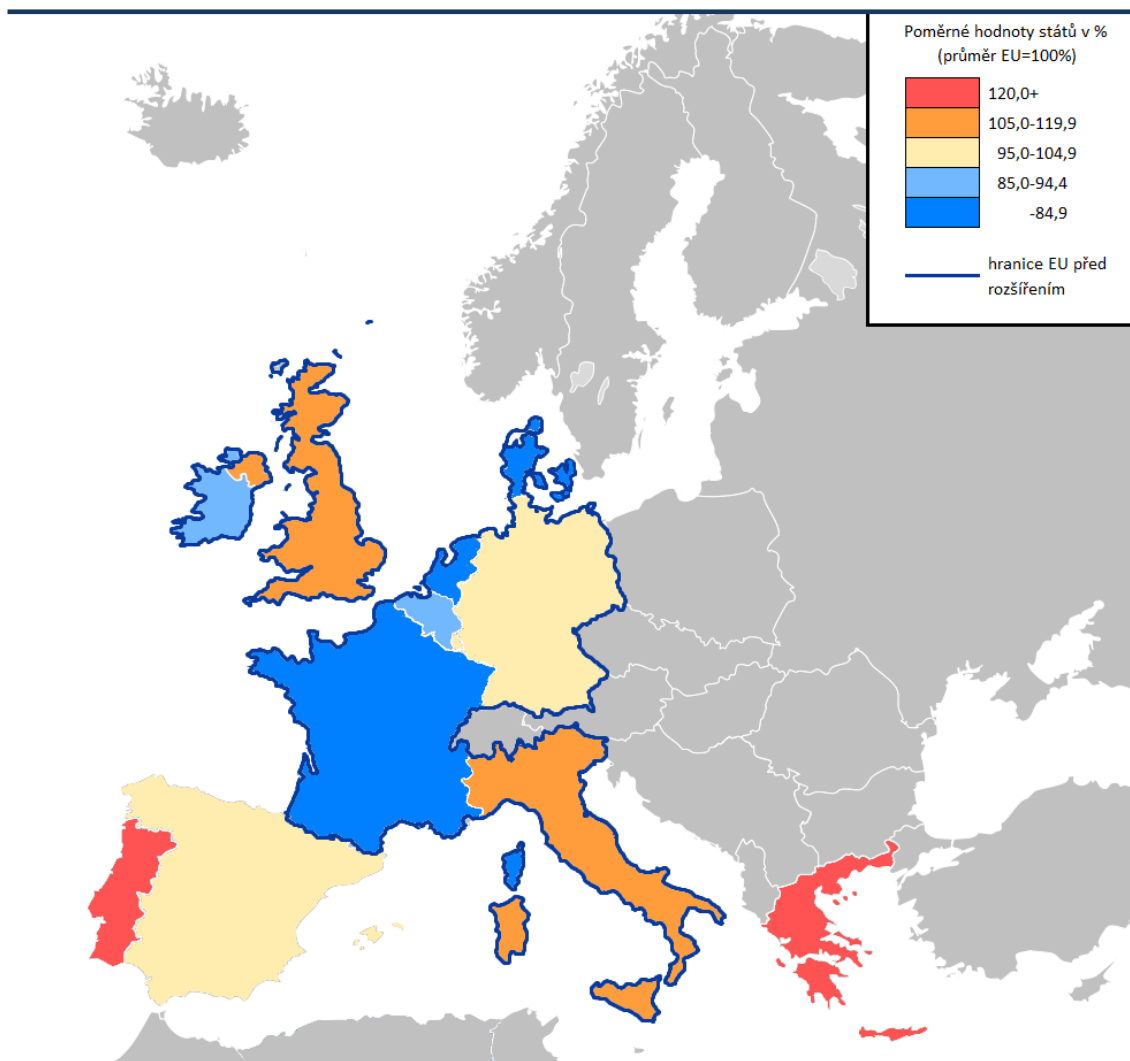 Poměrné hodnoty států v %
(průměr EU=100%)
120,0+
105,0-119,9
95,0-104,9
85,0-94,4
-84,9
hranice EU před
rozšířením